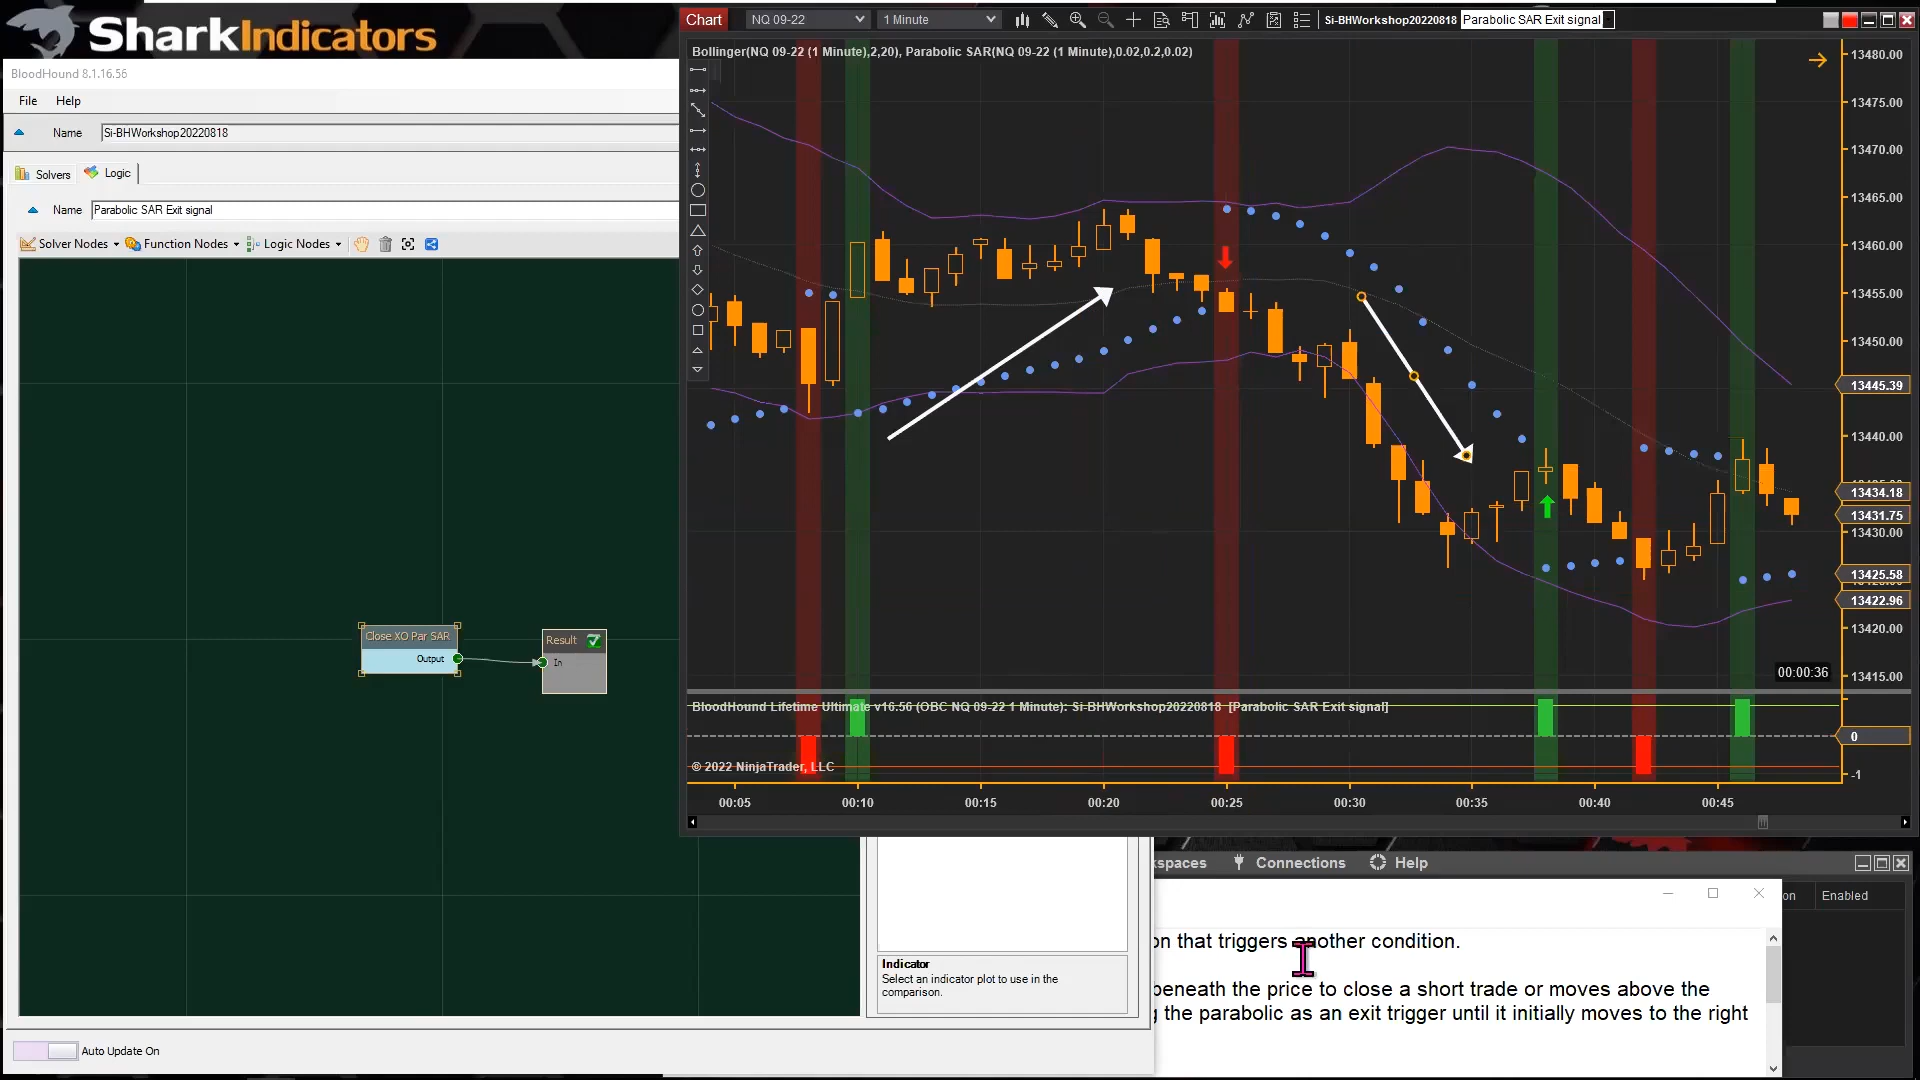 SharkIndicators
BloodHound 8.1.16.56
File Help
Name Si-BHWorkshop20220818
Solvers Logic
Name Parabolic SAR Exit signal
Solver Nodes Function Nodes Logic Nodes
Close XO Par SAR
Output
Result
In
Auto Update On
Chart NQ 09-22 1 Minute Si-BHWorkshop20220818 Parabolic SAR Exit signal
Bollinger(NQ 09-22 (1 Minute),2,20), Parabolic SAR(NQ 09-22 (1 Minute),0.02,0.2,0.02)
13480.00
13475.00
13470.00
13465.00
13460.00
13455.00
13450.00
13445.39
13440.00
13434.18
13431.75
13430.00
13425.58
13422.96
13420.00
13415.00
00:00:36
BloodHound Lifetime Ultimate v16.56 (OBC NQ 09-22 1 Minute): Si-BHWorkshop20220818 [Parabolic SAR Exit signal]
0
-1
© 2022 NinjaTrader, LLC
00:05 00:10 00:15 00:20 00:25 00:30 00:35 00:40 00:45
Indicator
Select an indicator plot to use in the
comparison.
kspaces Connections Help
on Enabled
on that triggers another condition.
beneath the price to close a short trade or moves above the
g the parabolic as an exit trigger until it initially moves to the right